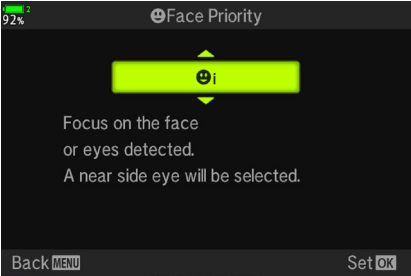 2
92%
Face Priority
i
Focus on the face
or eyes detected.
A near side eye will be selected.
Back MENU
Set OK